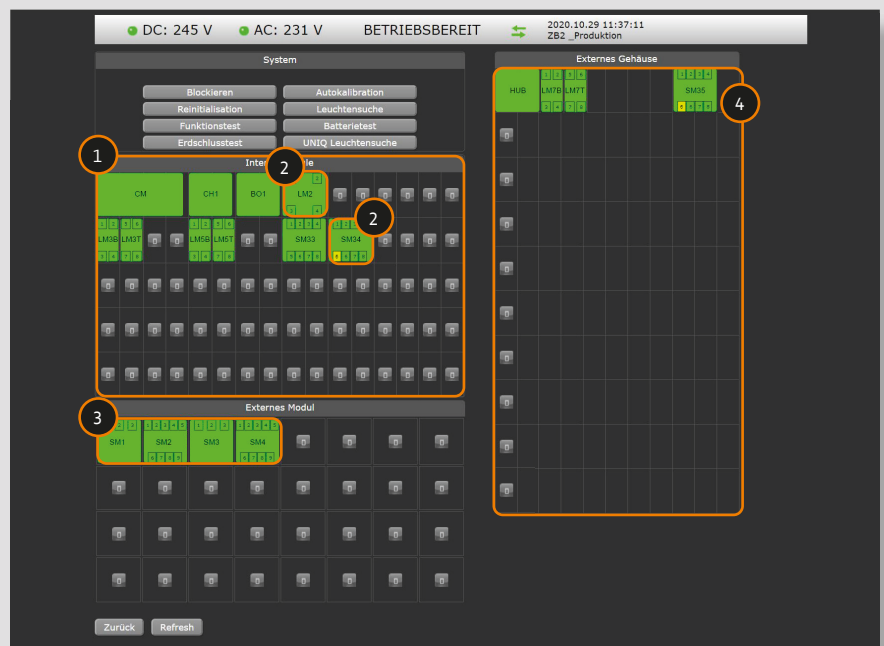 DC: 245 V AC: 231 V BETRIEBSBEREIT 2020.10.29 11:37:11
ZB2 _Produktion
System
Blockieren Autokalibration
Reinitialisation Leuchtensuche
Funktionstest Batterietest
Erdschlusstest UNIQ Leuchtensuche
1
2
CM CH1 BO1 LM2
2
LM3B LM3T LM5B LM5T SM33 SM34
Externes Modul
3
SM1 SM2 SM3 SM4
Zurück Refresh
Externes Gehäuse
HUB LM7B LM7T SM35
4